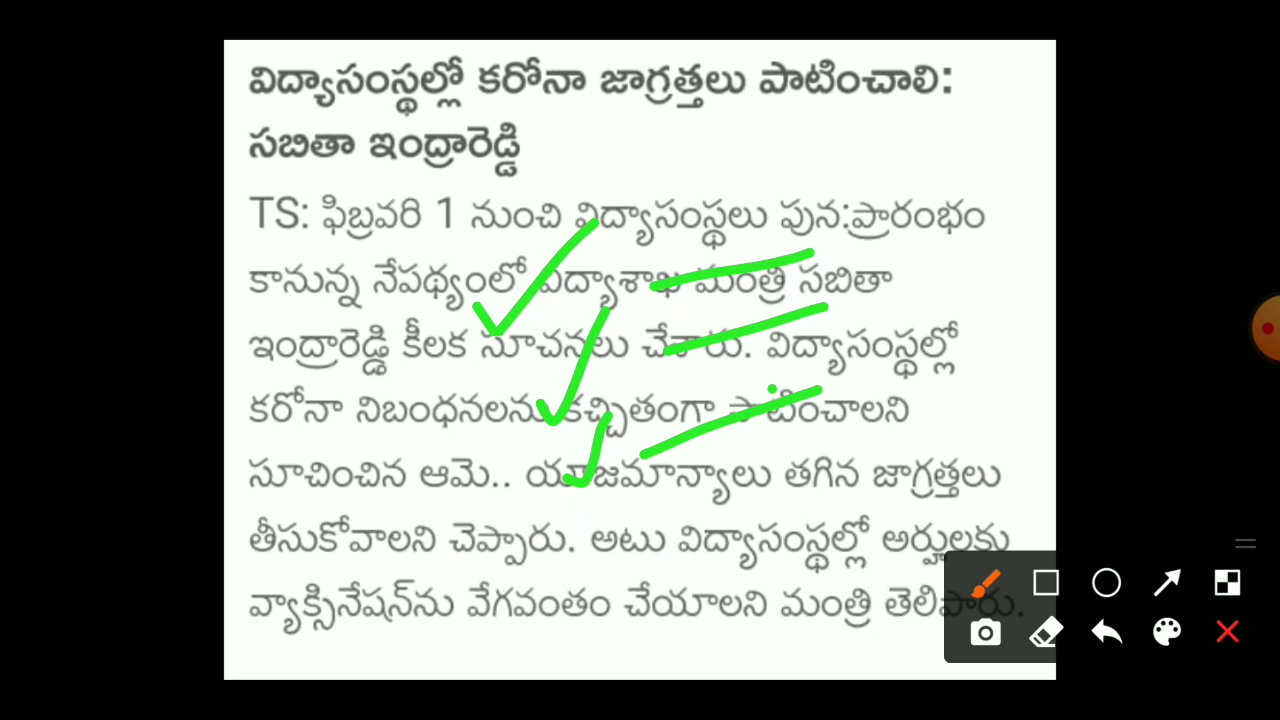 విద్యాసంస్థల్లో కరోనా జాగ్రత్తలు పాటించాలి:
సబితా ఇంద్రారెడ్డి
TS: ఫిబ్రవరి 1 నుంచి విద్యాసంస్థలు పున:ప్రారంభం
కానున్న నేపథ్యంలో విద్యాశాఖ మంత్రి సబితా
ఇంద్రారెడ్డి కీలక సూచనలు చేశారు. విద్యాసంస్థల్లో
కరోనా నిబంధనలను కచ్చితంగా పాటించాలని
సూచించిన ఆమె.. యాజమాన్యాలు తగిన జాగ్రత్తలు
తీసుకోవాలని చెప్పారు. అటు విద్యాసంస్థల్లో అర్హులకు
వ్యాక్సినేషన్‌ను వేగవంతం చేయాలని మంత్రి తెలిపారు.